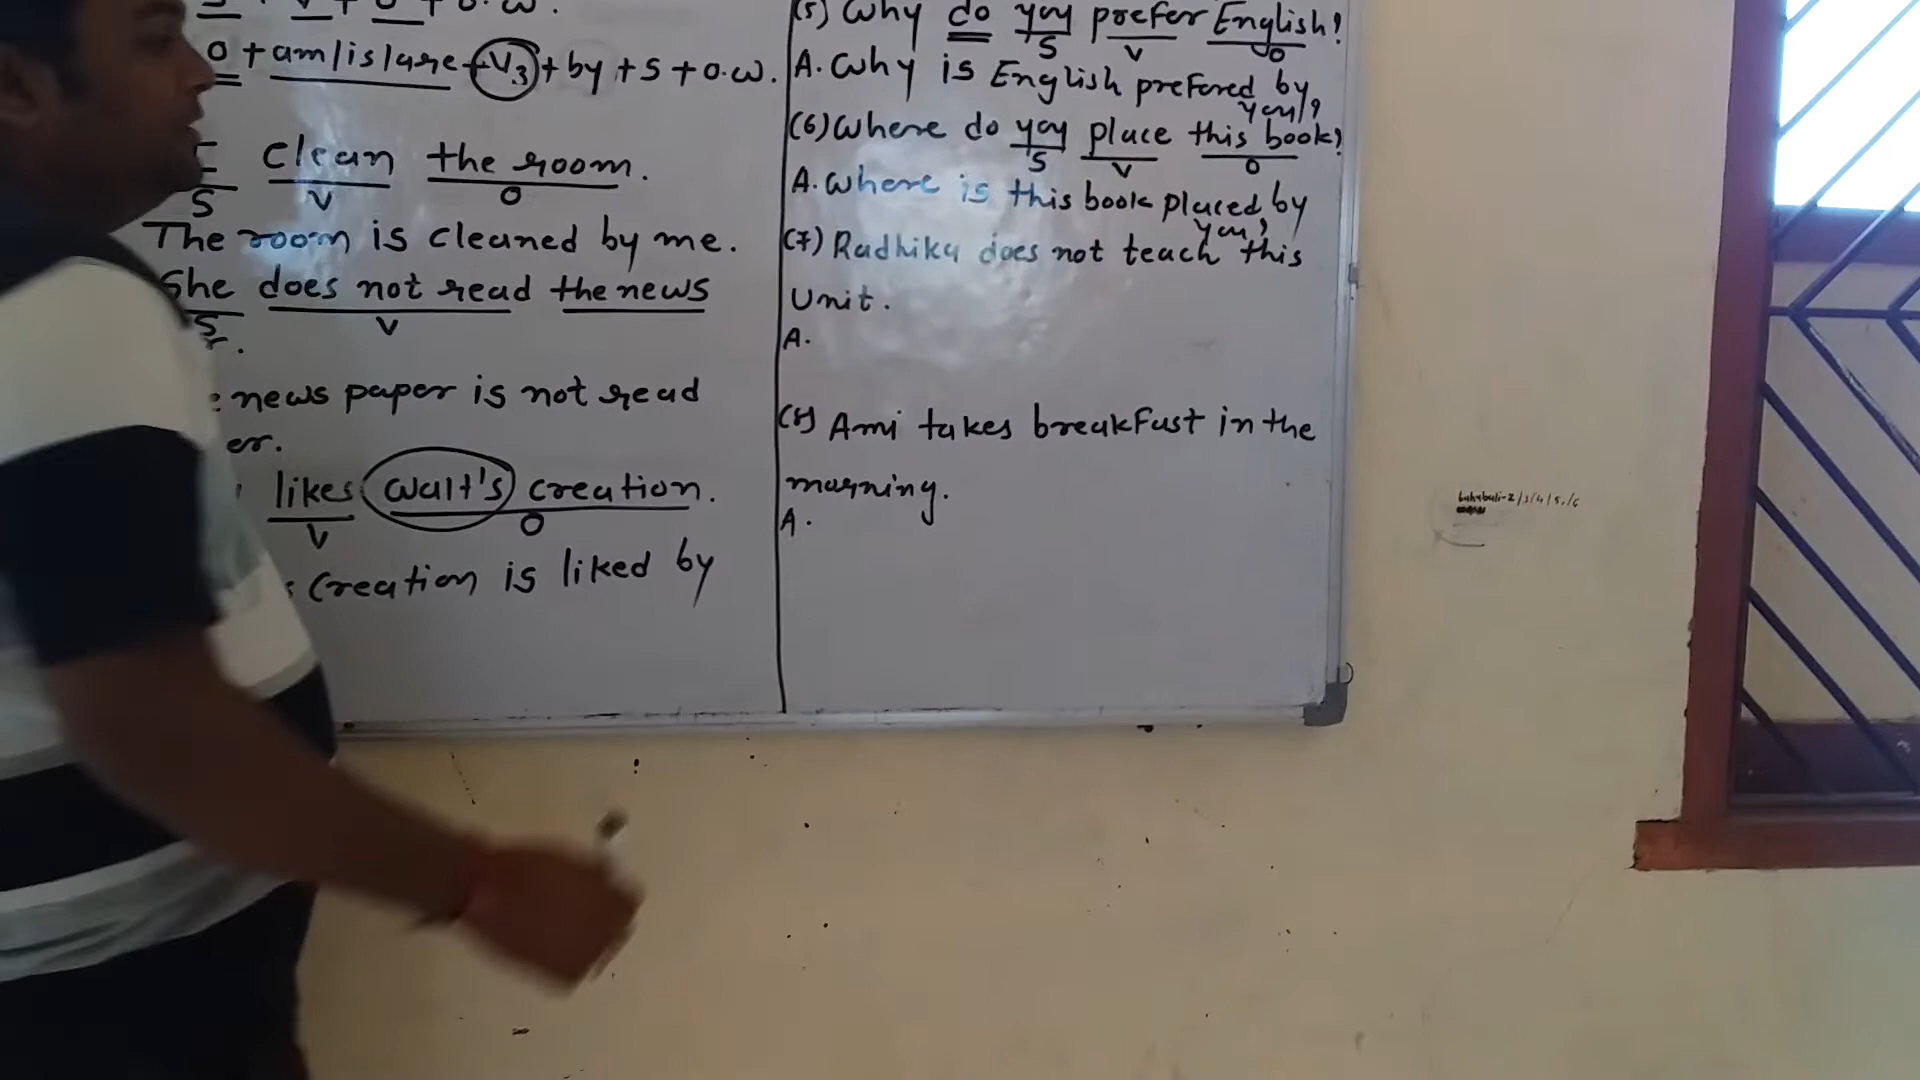 + o.w.
o + am/is/are + V3 + by + s + o.w.
I clean the room.
S V O
The room is cleaned by me.
She does not read the news
S V
r.
news paper is not read
er.
likes Walt's creation.
V O
s creation is liked by
(5) Why do you prefer English?
S V O
A. Why is English prefered by
you?
(6) Where do you place this book?
S V O
A. Where is this book placed by
you?
(7) Radhika does not teach this
Unit.
A.
(8) Ami takes breakfast in the
morning.
A.